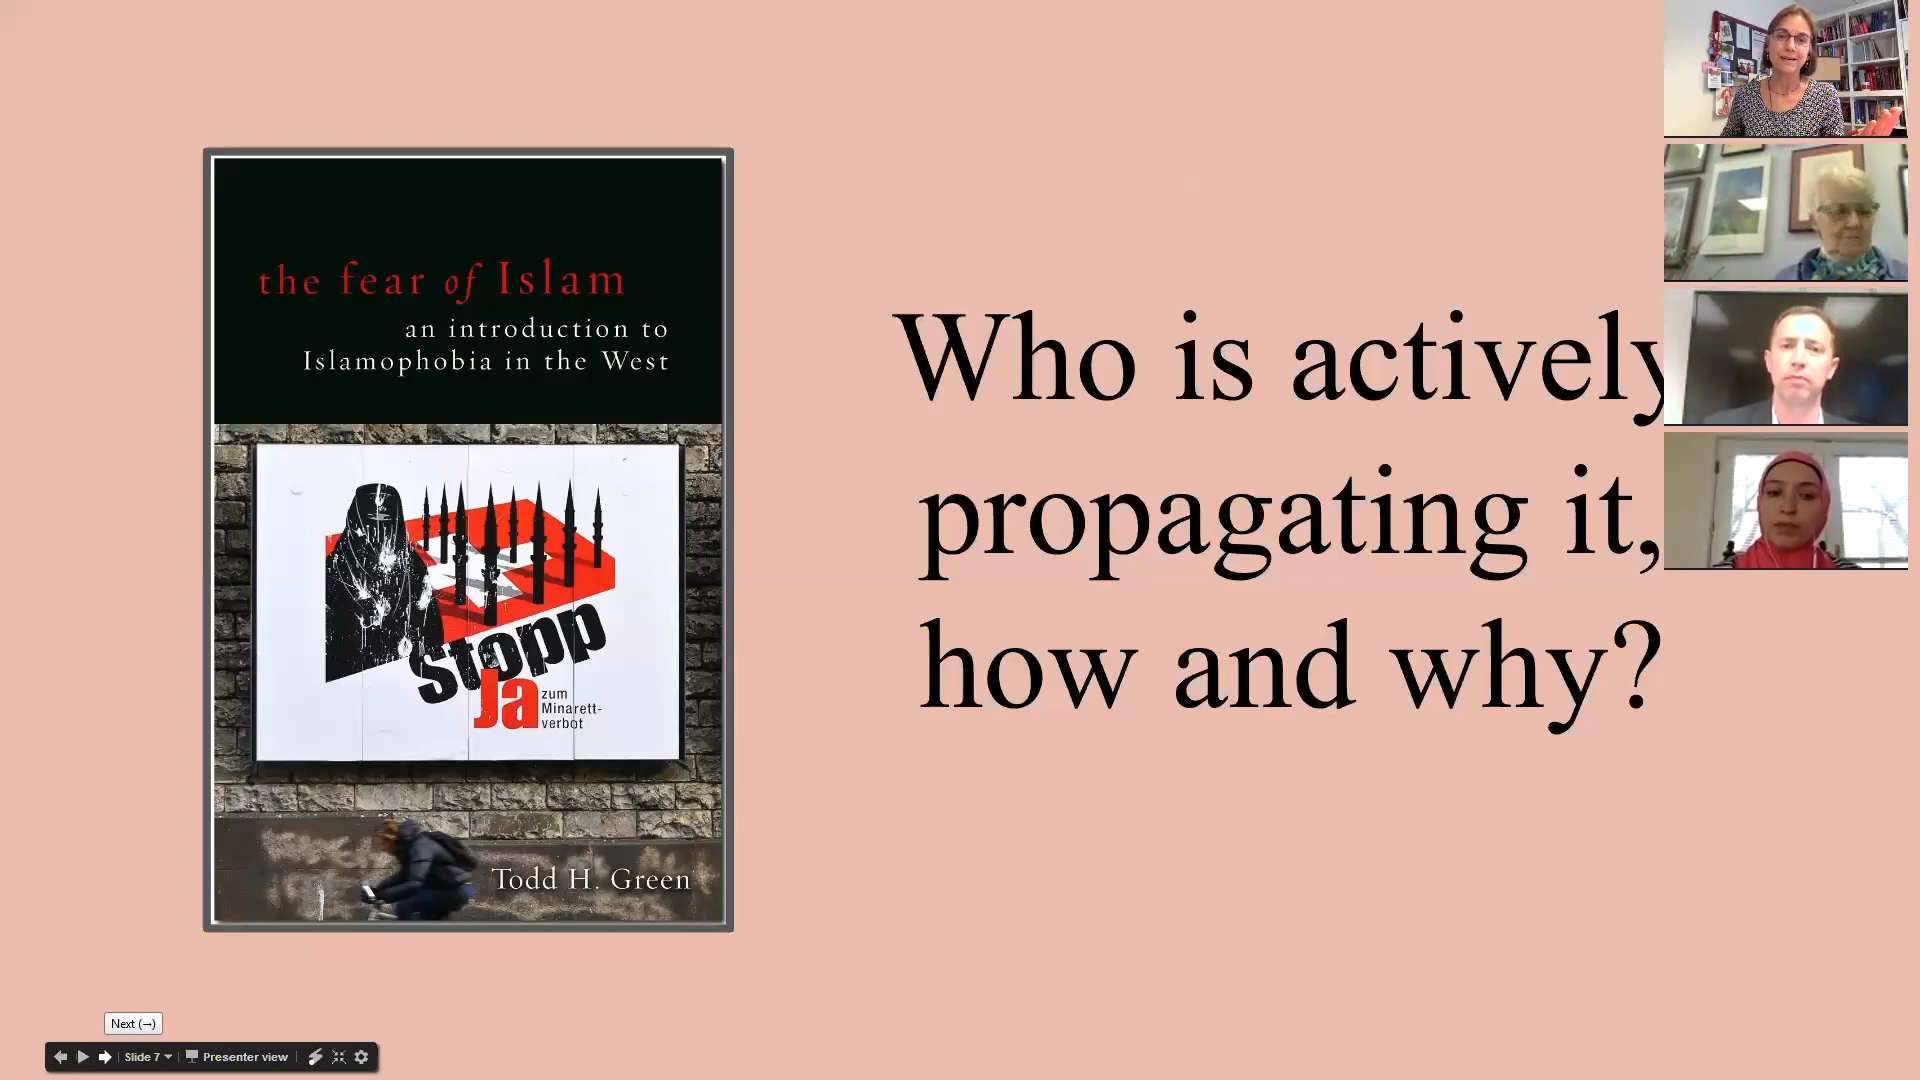 the fear of Islam
an introduction to
Islamophobia in the West
Stopp
Ja
zum
Minarett-
verbot
Todd H. Green
Who is actively
propagating it,
how and why?
Next (→)
Slide 7
Presenter view